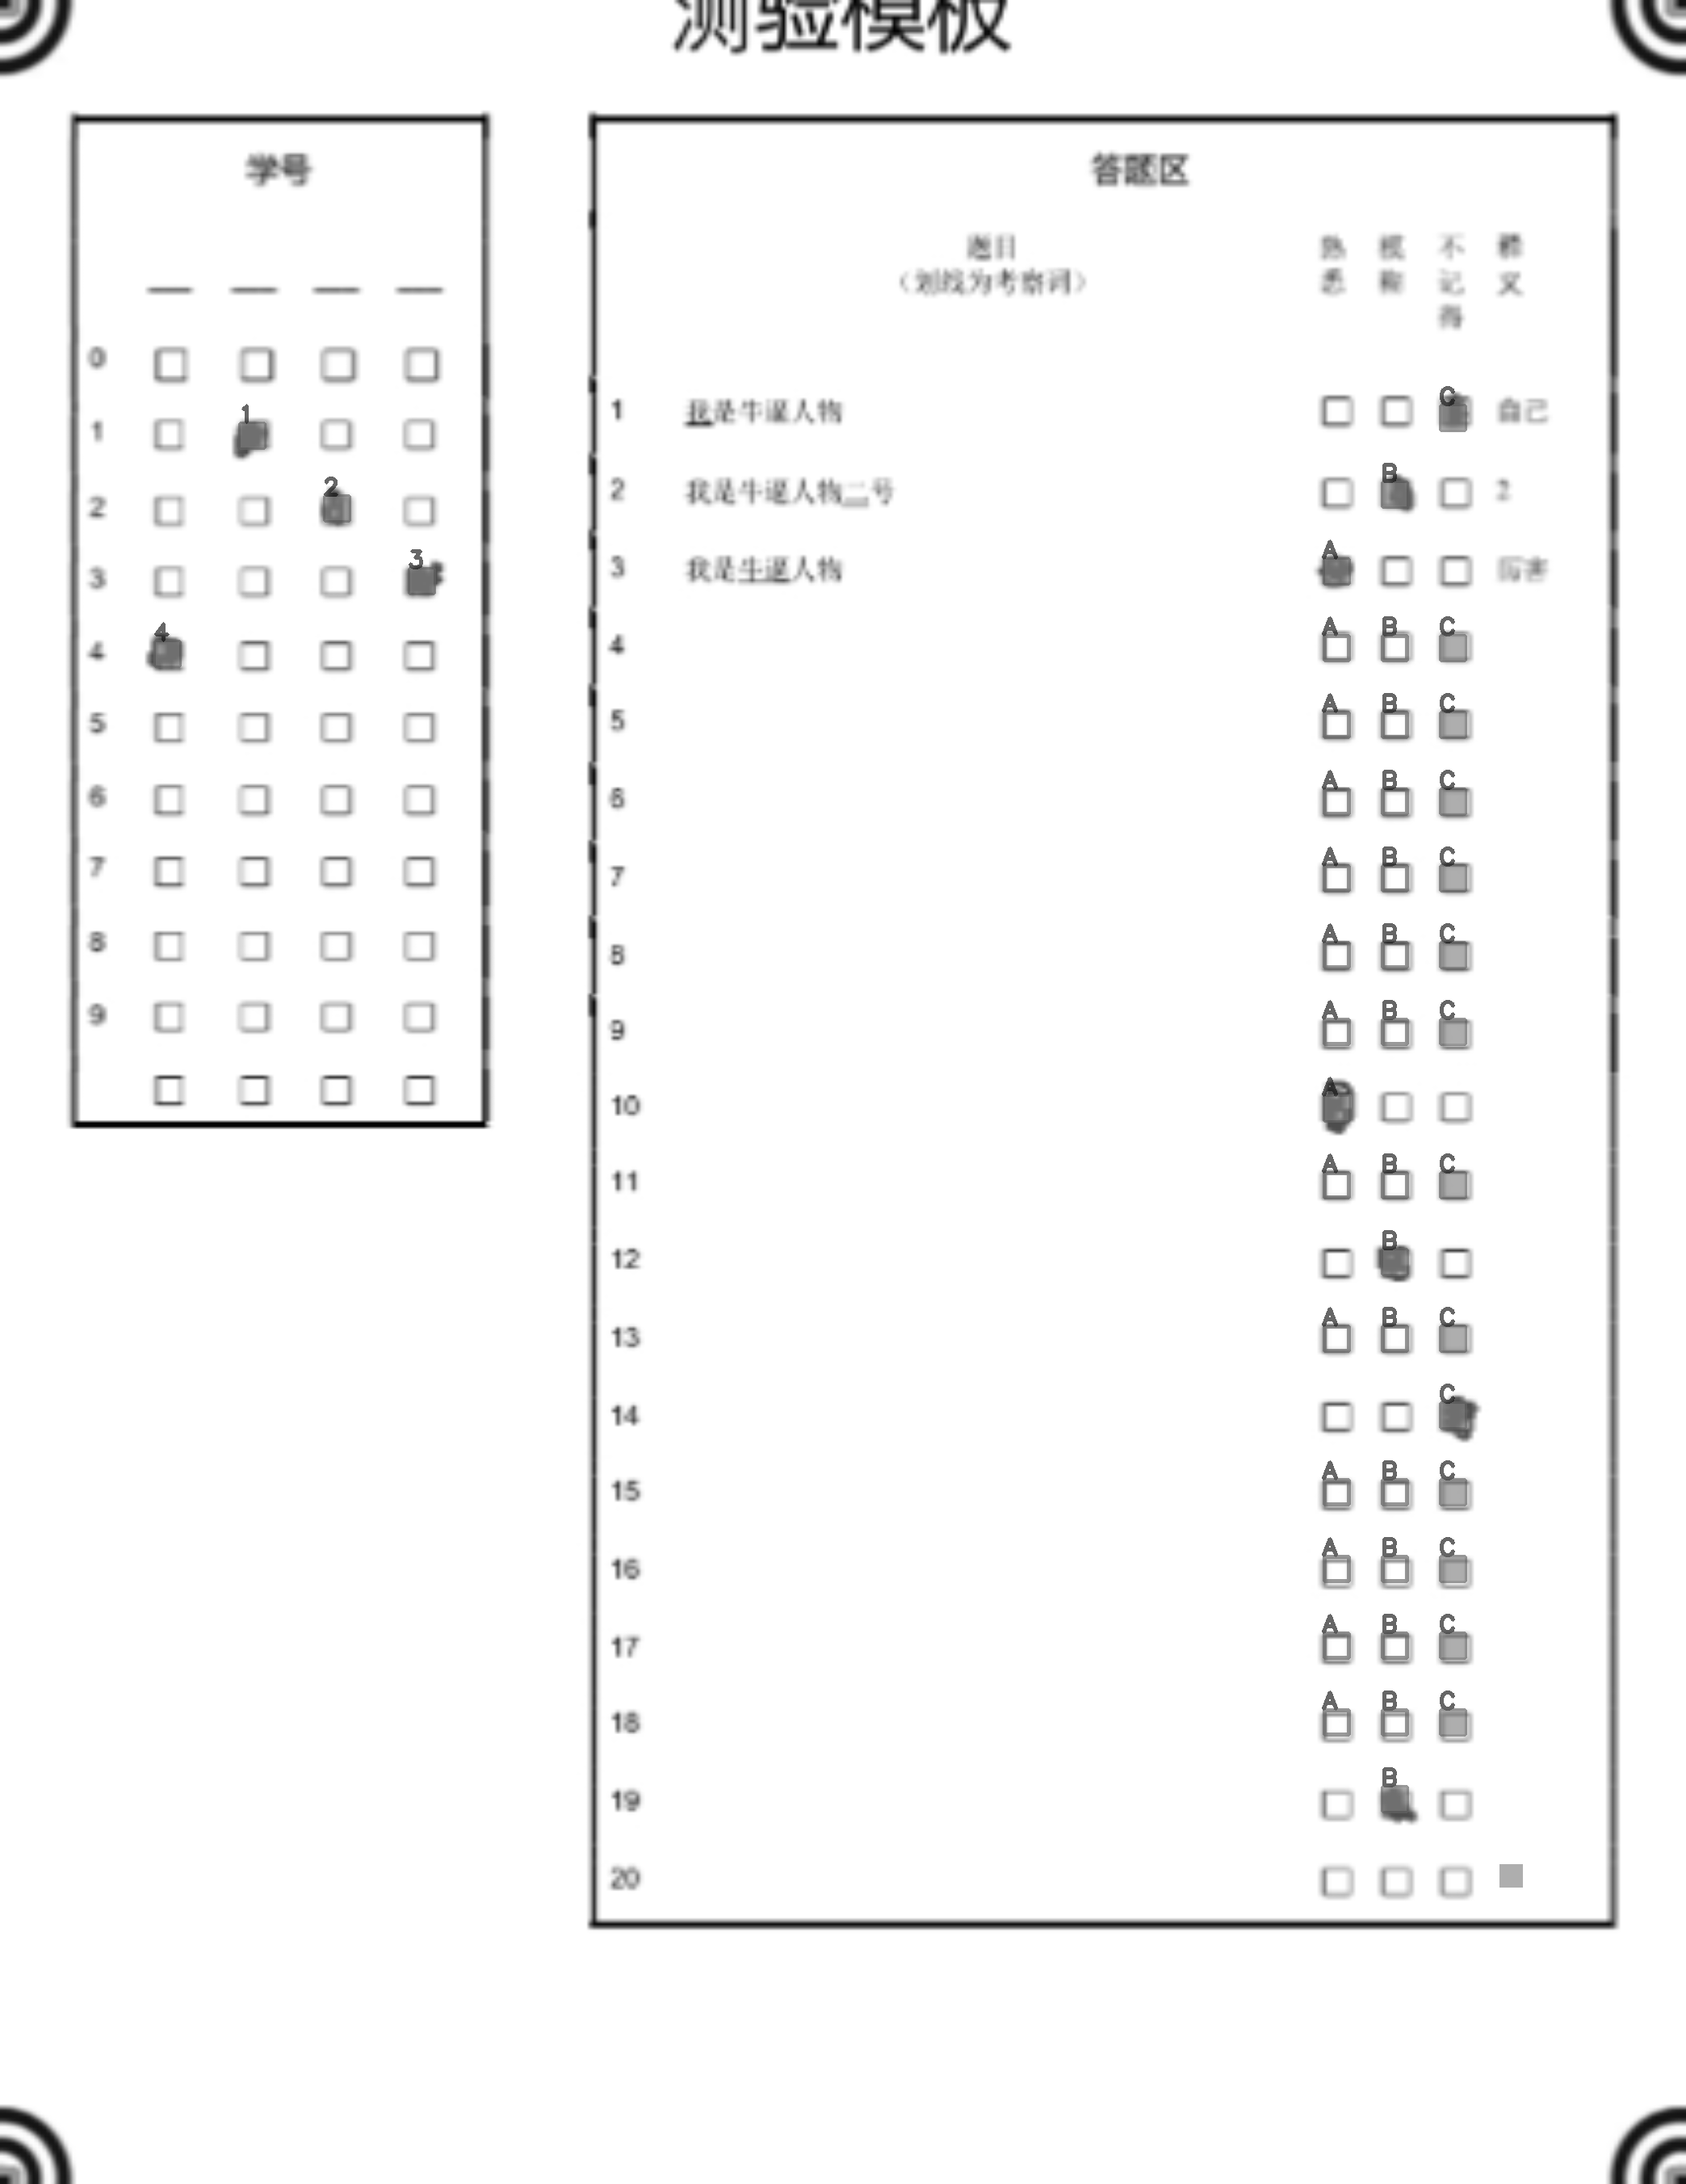 测验模板
学号
0
1
1
2
2
3
3
4
4
5
6
7
8
9
答题区
题目
（划线为考察词）
熟悉
模糊
不记得
释义
1 我是牛逼人物 C 自己
2 我是牛逼人物二号 B 2
3 我是牛逼人物 A 厉害
4 A B C
5 A B C
6 A B C
7 A B C
8 A B C
9 A B C
10 A
11 A B C
12 B
13 A B C
14 C
15 A B C
16 A B C
17 A B C
18 A B C
19 B
20